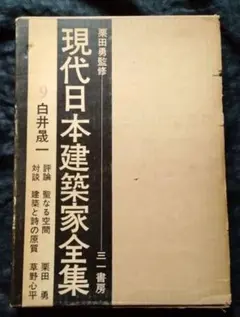 栗田勇監修
現代日本建築家全集
三一書房
9 白井晟一
評論 聖なる空間 栗田 勇
対談 建築と詩の原質 草野心平